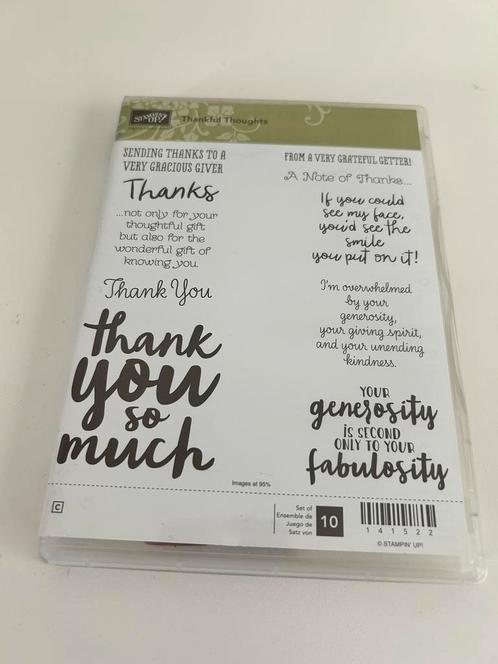 STAMPIN' UP!
Thankful Thoughts
SENDING THANKS TO A
VERY GRACIOUS GIVER
Thanks
...not only for your
thoughtful gift
but also for the
wonderful gift of
knowing you.
Thank You
thank
you
so
much
FROM A VERY GRATEFUL GETTER!
A Note of Thanks...
If you could
see my face,
you'd see the
smile
you put on it!
I'm overwhelmed
by your
generosity,
your giving spirit,
and your unending
kindness.
YOUR
generosity
IS SECOND
ONLY TO YOUR
fabulosity
Images at 95%
C
Set of
Ensemble de
Juego de
Satz von
10
141522
© STAMPIN' UP!